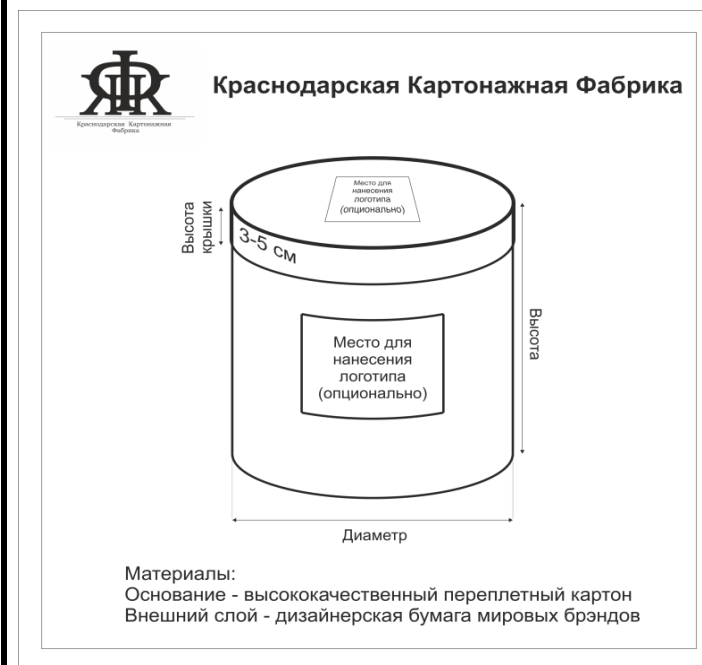 Краснодарская Картонажная
Фабрика
Краснодарская Картонажная Фабрика
Место для
нанесения
логотипа
(опционально)
Высота
крышки
3-5 см
Место для
нанесения
логотипа
(опционально)
Высота
Диаметр
Материалы:
Основание - высококачественный переплетный картон
Внешний слой - дизайнерская бумага мировых брэндов